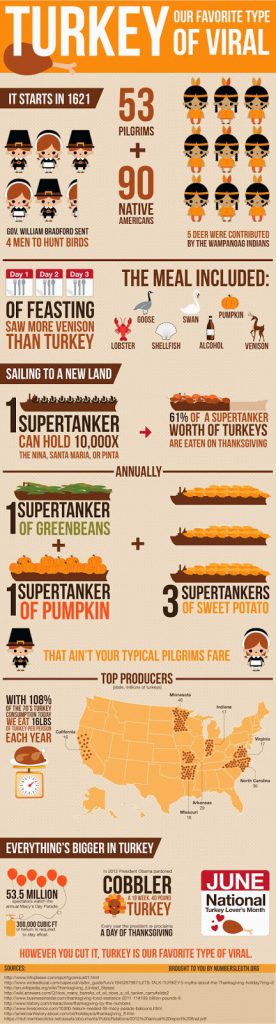 TURKEY
OUR FAVORITE TYPE
OF VIRAL
IT STARTS IN 1621
53
PILGRIMS
+
90
NATIVE
AMERICANS
GOV. WILLIAM BRADFORD SENT
4 MEN TO HUNT BIRDS
5 DEER WERE CONTRIBUTED
BY THE WAMPANOAG INDIANS
Day 1
Day 2
Day 3
OF FEASTING
SAW MORE VENISON
THAN TURKEY
THE MEAL INCLUDED:
GOOSE
SWAN
PUMPKIN
LOBSTER
SHELLFISH
ALCOHOL
VENISON
SAILING TO A NEW LAND
1 SUPERTANKER
CAN HOLD 10,000X
THE NINA, SANTA MARIA, OR PINTA
61% OF A SUPERTANKER
WORTH OF TURKEYS
ARE EATEN ON THANKSGIVING
ANNUALLY
1 SUPERTANKER
OF GREENBEANS
+
+
1 SUPERTANKER
OF PUMPKIN
3 SUPERTANKERS
OF SWEET POTATO
THAT AIN'T YOUR TYPICAL PILGRIMS FARE
TOP PRODUCERS
(state, millions of turkeys)
WITH 108%
OF THE 70'S TURKEY
CONSUMPTION TODAY
WE EAT 16LBS
OF TURKEY PER PERSON
EACH YEAR
Minnesota
46
Indiana
17
Virginia
17
California
15
North Carolina
30
Arkansas
29
Missouri
18
EVERYTHING'S BIGGER IN TURKEY
53.5 MILLION
spectators watch the
annual Macy's Day Parade
300,000 CUBIC FT
of helium is required
to stay afloat
In 2012 President Obama pardoned
COBBLER
A 19 WEEK, 40 POUND
TURKEY
Every year the president re-proclaims
A DAY OF THANKSGIVING
JUNE
National
Turkey Lover's Month
HOWEVER YOU CUT IT, TURKEY IS OUR FAVORITE TYPE OF VIRAL.
SOURCES:
BROUGHT TO YOU BY NUMBERSLEUTH.ORG